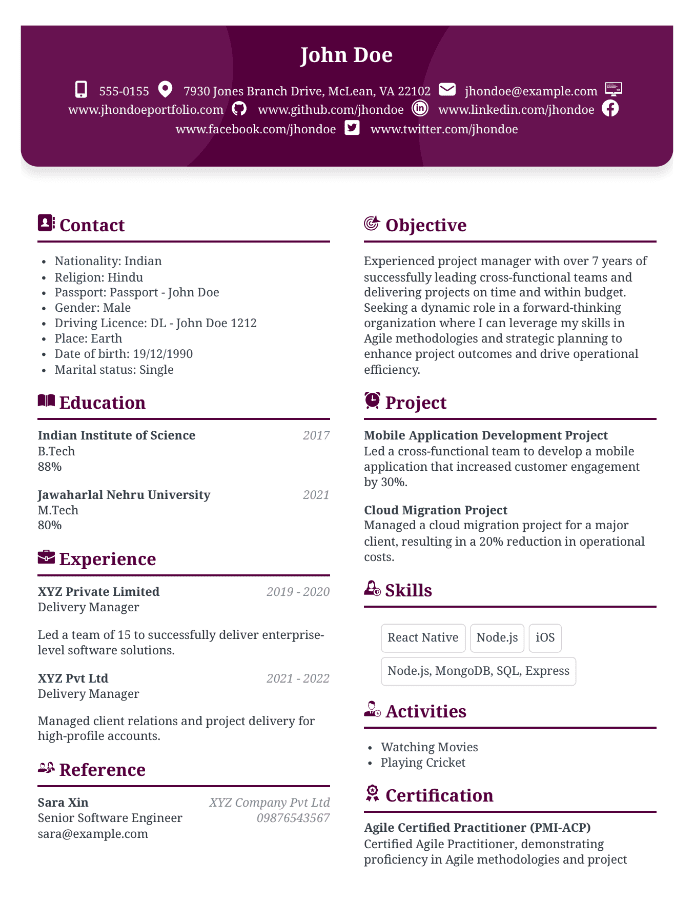 John Doe
555-0155 7930 Jones Branch Drive, McLean, VA 22102 jhondoe@example.com
www.jhondoeportfolio.com www.github.com/jhondoe www.linkedin.com/jhondoe
www.facebook.com/jhondoe www.twitter.com/jhondoe
Contact
• Nationality: Indian
• Religion: Hindu
• Passport: Passport - John Doe
• Gender: Male
• Driving Licence: DL - John Doe 1212
• Place: Earth
• Date of birth: 19/12/1990
• Marital status: Single
Education
Indian Institute of Science 2017
B.Tech
88%
Jawaharlal Nehru University 2021
M.Tech
80%
Experience
XYZ Private Limited 2019 - 2020
Delivery Manager
Led a team of 15 to successfully deliver enterprise-
level software solutions.
XYZ Pvt Ltd 2021 - 2022
Delivery Manager
Managed client relations and project delivery for
high-profile accounts.
Reference
Sara Xin XYZ Company Pvt Ltd
Senior Software Engineer 09876543567
sara@example.com
Objective
Experienced project manager with over 7 years of
successfully leading cross-functional teams and
delivering projects on time and within budget.
Seeking a dynamic role in a forward-thinking
organization where I can leverage my skills in
Agile methodologies and strategic planning to
enhance project outcomes and drive operational
efficiency.
Project
Mobile Application Development Project
Led a cross-functional team to develop a mobile
application that increased customer engagement
by 30%.
Cloud Migration Project
Managed a cloud migration project for a major
client, resulting in a 20% reduction in operational
costs.
Skills
React Native Node.js iOS
Node.js, MongoDB, SQL, Express
Activities
• Watching Movies
• Playing Cricket
Certification
Agile Certified Practitioner (PMI-ACP)
Certified Agile Practitioner, demonstrating
proficiency in Agile methodologies and project